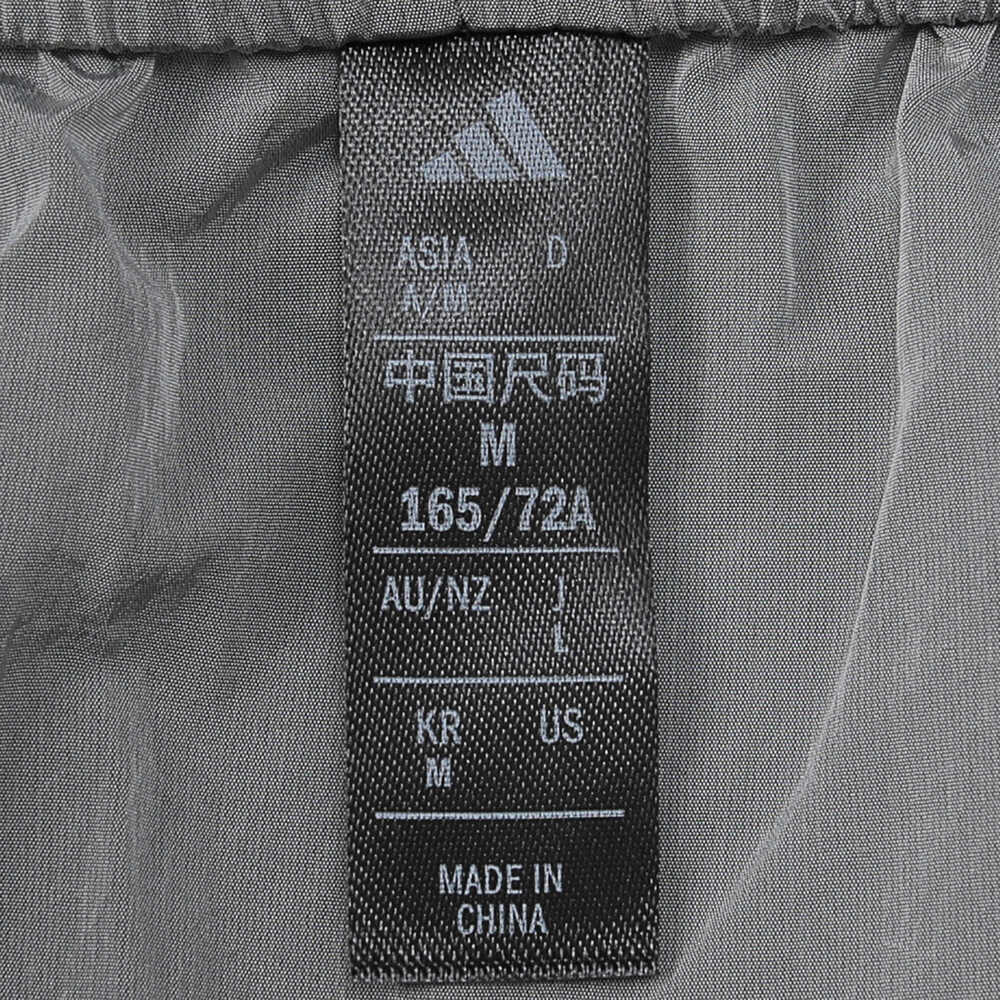 ASIA D
A/M
中国尺码
M
165/72A
AU/NZ J
L
KR US
M
MADE IN
CHINA